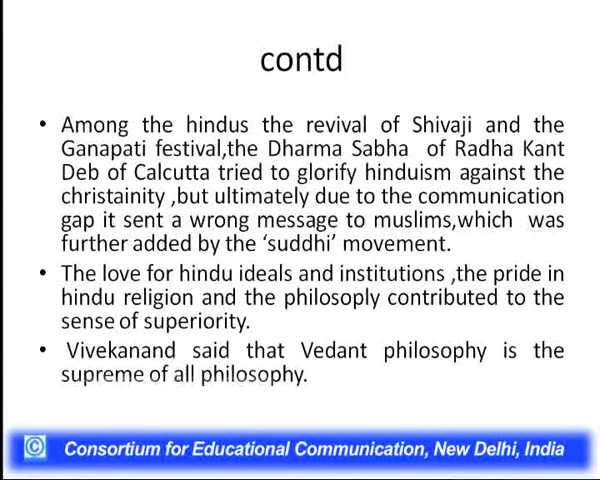 contd
• Among the hindus the revival of Shivaji and the
Ganapati festival,the Dharma Sabha of Radha Kant
Deb of Calcutta tried to glorify hinduism against the
christainity ,but ultimately due to the communication
gap it sent a wrong message to muslims,which was
further added by the ‘suddhi’ movement.
• The love for hindu ideals and institutions ,the pride in
hindu religion and the philosoply contributed to the
sense of superiority.
• Vivekanand said that Vedant philosophy is the
supreme of all philosophy.
© Consortium for Educational Communication, New Delhi, India